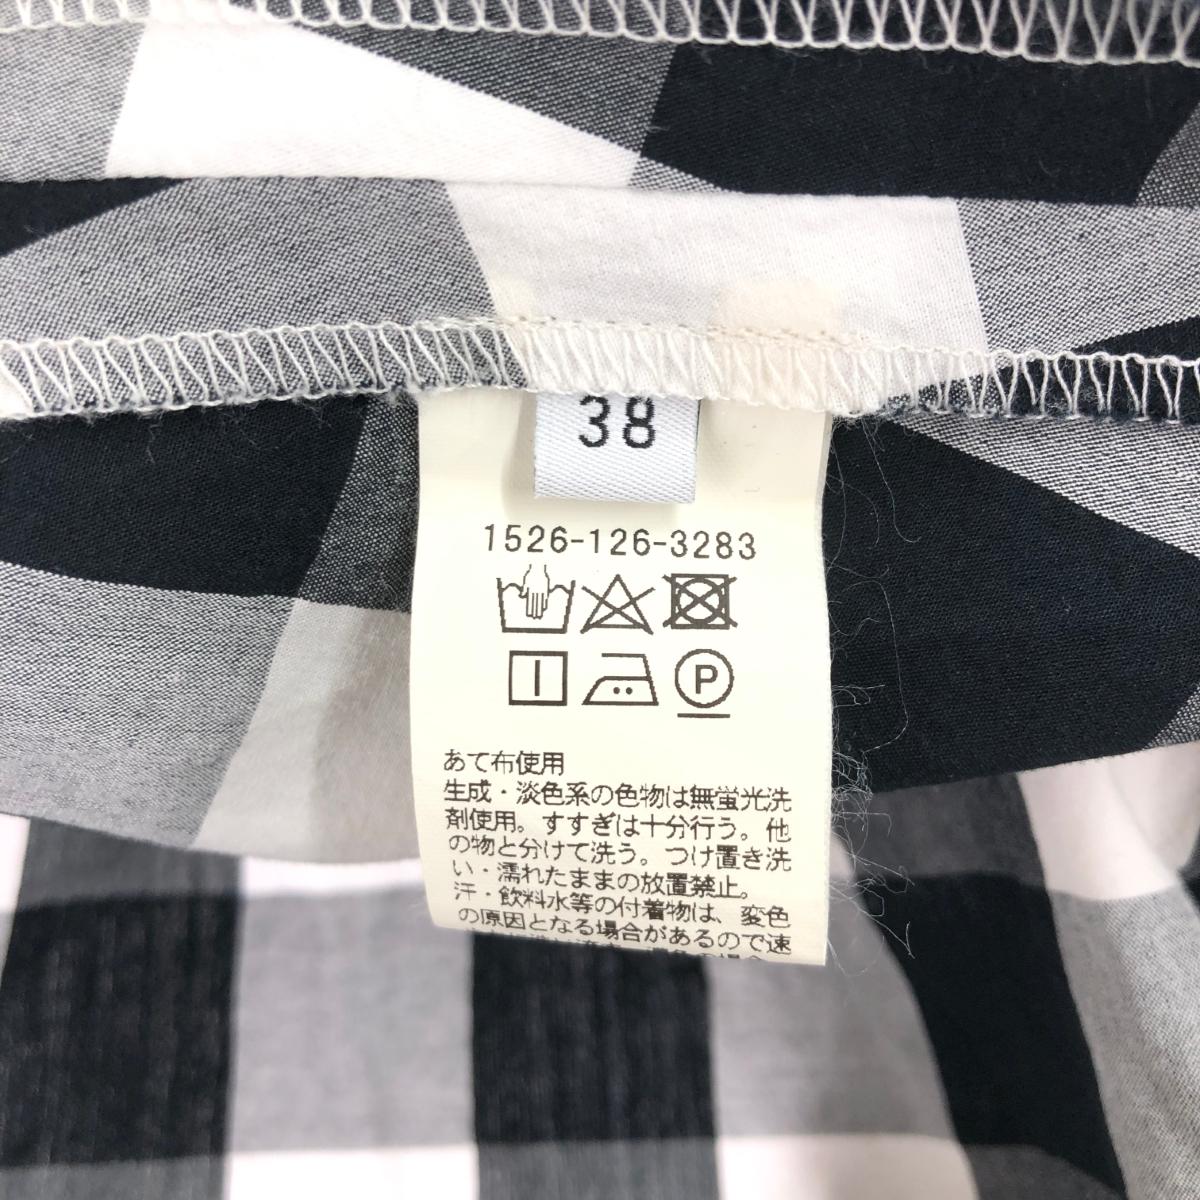 38
1526-126-3283
P
あて布使用
生成・淡色系の色物は無蛍光洗
剤使用。すすぎは十分行う。他
の物と分けて洗う。つけ置き洗
い・濡れたままの放置禁止。
汗・飲料水等の付着物は、変色
の原因となる場合があるので速